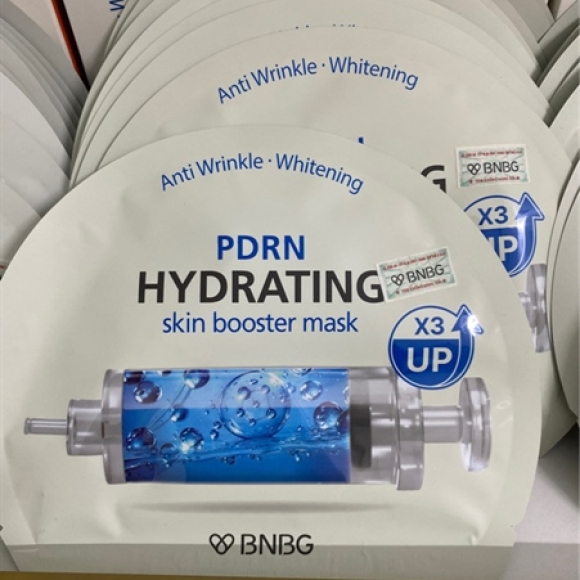 Anti Wrinkle · Whitening
G
BNBG
X3
UP
Anti Wrinkle · Whitening
PDRN
HYDRATING
skin booster mask
BNBG
X3
UP
BNBG